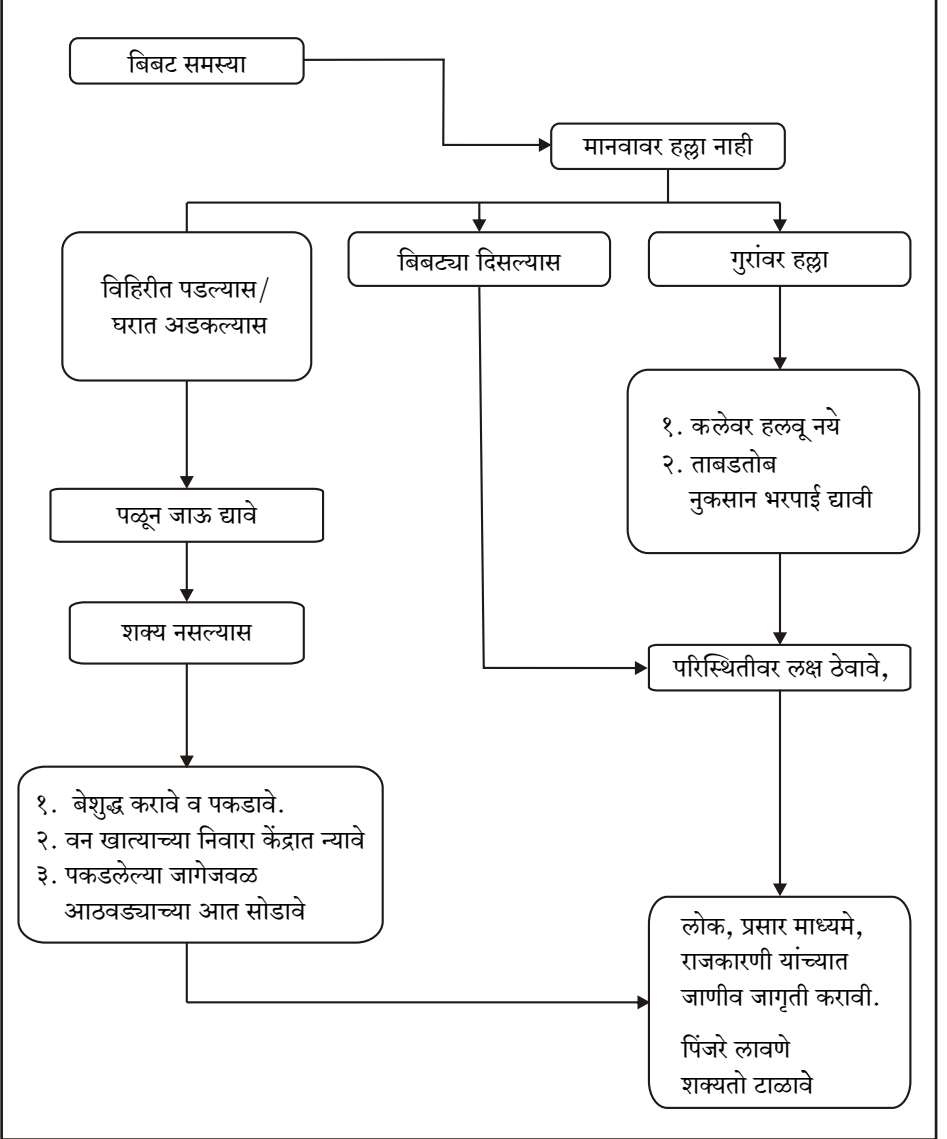 बिबट समस्या
मानवावर हल्ला नाही
विहिरीत पडल्यास/
घरात अडकल्यास
बिबट्या दिसल्यास
गुरांवर हल्ला
१. कलेवर हलवू नये
२. ताबडतोब
नुकसान भरपाई द्यावी
पळून जाऊ द्यावे
शक्य नसल्यास
परिस्थितीवर लक्ष ठेवावे,
१. बेशुद्ध करावे व पकडावे.
२. वन खात्याच्या निवारा केंद्रात न्यावे
३. पकडलेल्या जागेजवळ
आठवड्याच्या आत सोडावे
लोक, प्रसार माध्यमे,
राजकारणी यांच्यात
जाणीव जागृती करावी.
पिंजरे लावणे
शक्यतो टाळावे